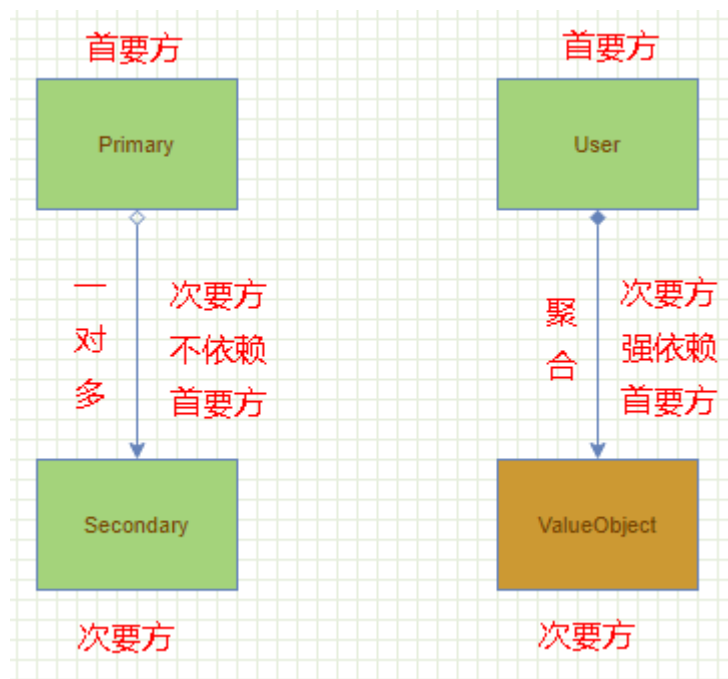 首要方
Primary
一对多
次要方
不依赖
首要方
Secondary
次要方
首要方
User
聚合
次要方
强依赖
首要方
ValueObject
次要方